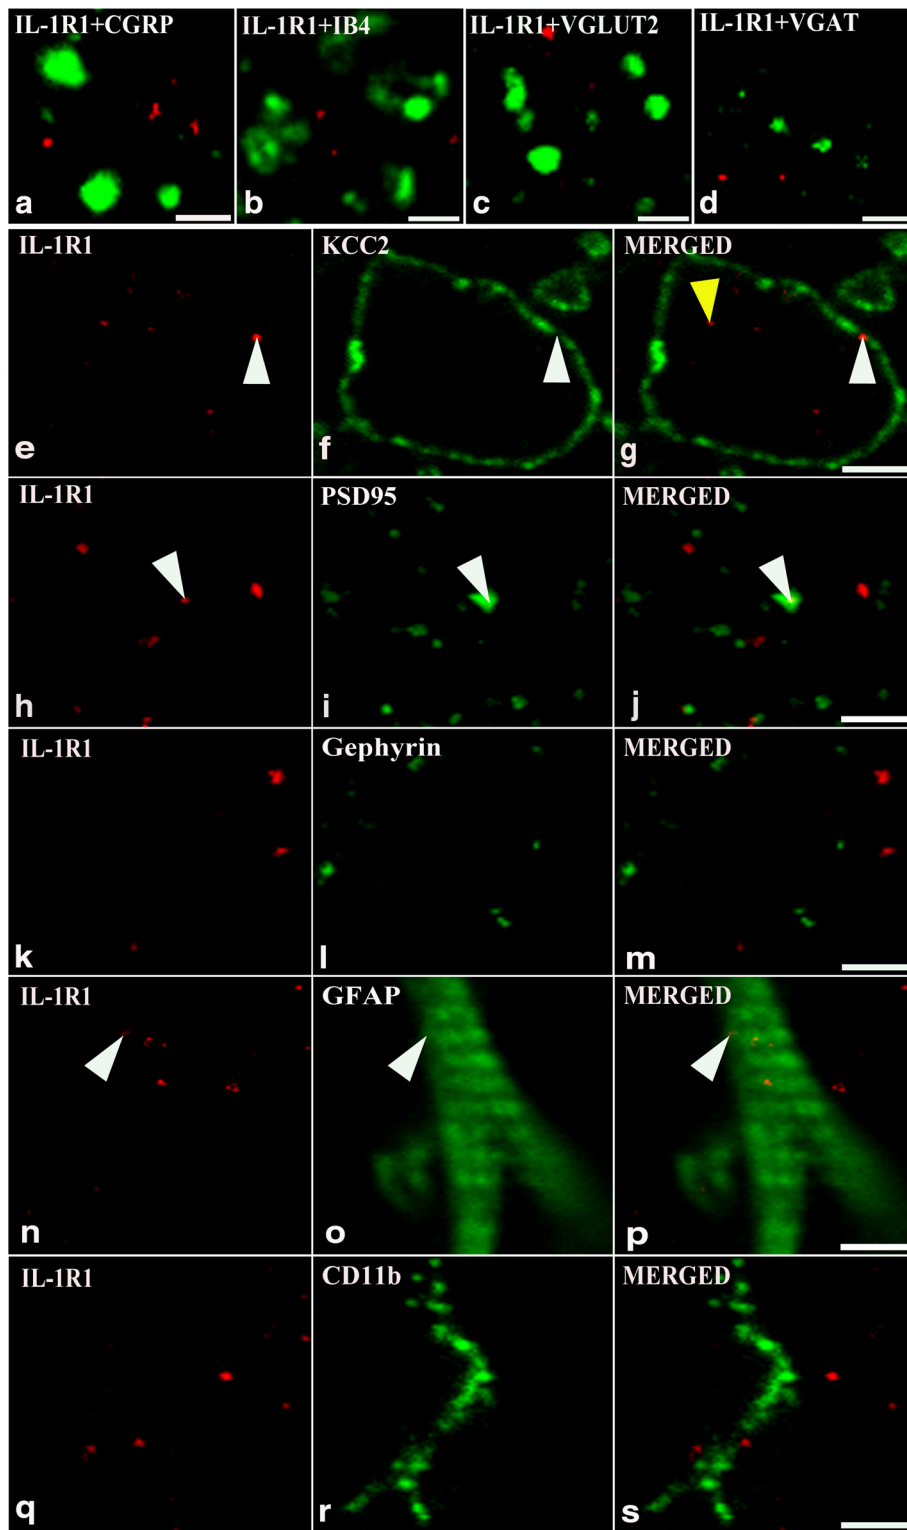 IL-1R1+CGRP
IL-1R1+IB4
IL-1R1+VGLUT2
IL-1R1+VGAT
a
b
c
d
IL-1R1
KCC2
MERGED
e
f
g
IL-1R1
PSD95
MERGED
h
i
j
IL-1R1
Gephyrin
MERGED
k
l
m
IL-1R1
GFAP
MERGED
n
o
p
IL-1R1
CD11b
MERGED
q
r
s